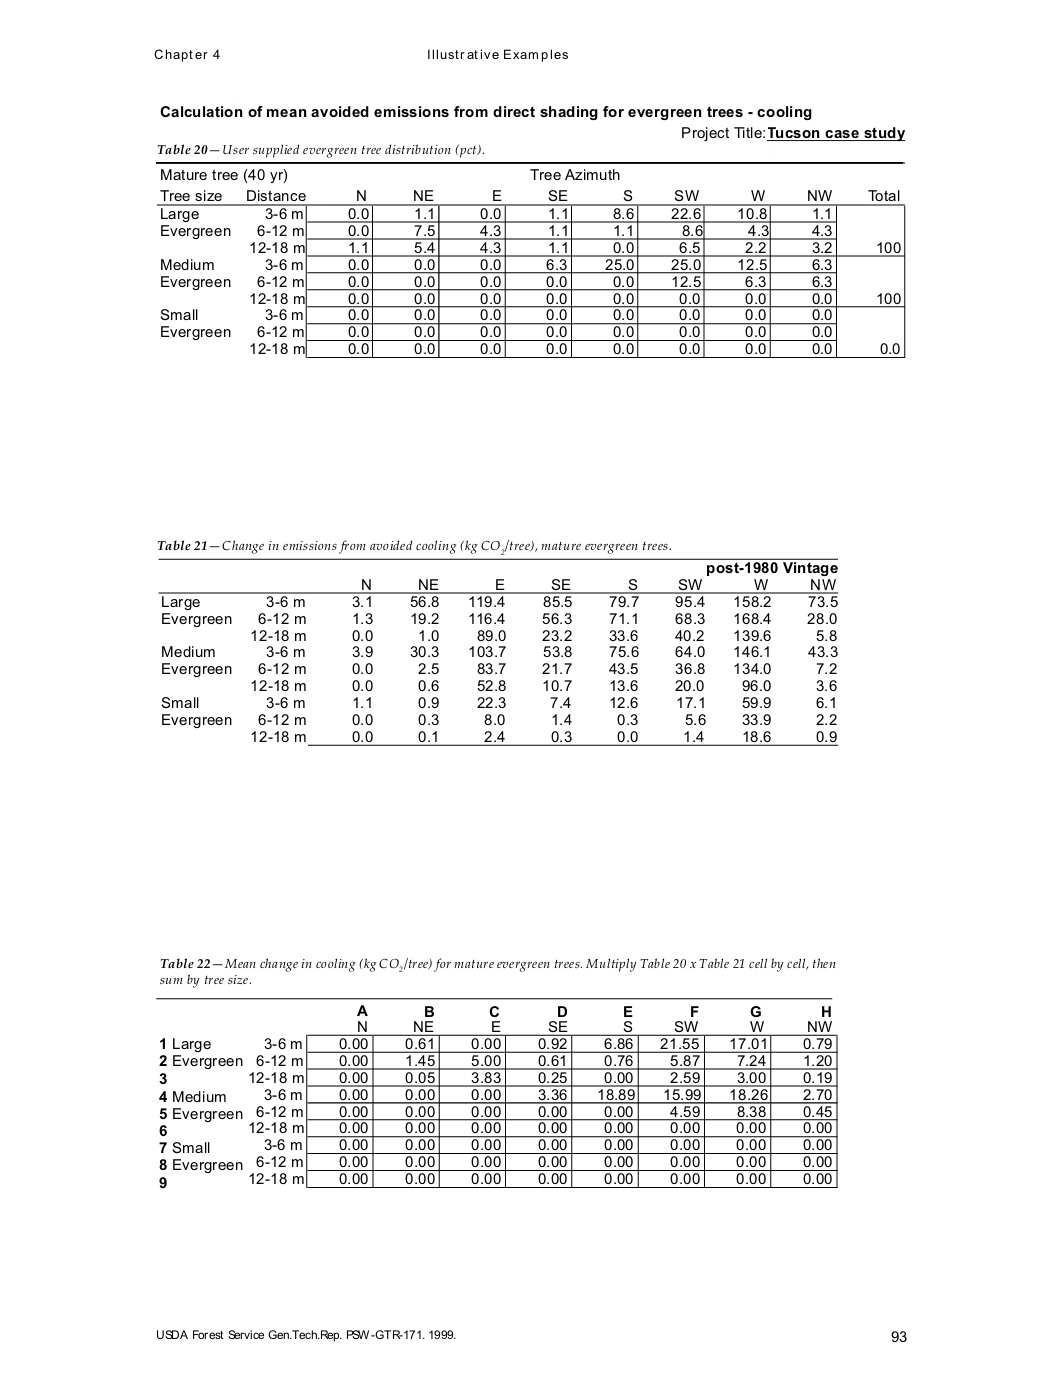 Chapter 4 Illustrative Examples
Calculation of mean avoided emissions from direct shading for evergreen trees - cooling
Project Title: Tucson case study
Table 20—User supplied evergreen tree distribution (pct).
Mature tree (40 yr) Tree Azimuth
Tree size Distance N NE E SE S SW W NW Total
Large 3-6 m 0.0 1.1 0.0 1.1 8.6 22.6 10.8 1.1
Evergreen 6-12 m 0.0 7.5 4.3 1.1 1.1 8.6 4.3 4.3
12-18 m 1.1 5.4 4.3 1.1 0.0 6.5 2.2 3.2 100
Medium 3-6 m 0.0 0.0 0.0 6.3 25.0 25.0 12.5 6.3
Evergreen 6-12 m 0.0 0.0 0.0 0.0 0.0 12.5 6.3 6.3
12-18 m 0.0 0.0 0.0 0.0 0.0 0.0 0.0 0.0 100
Small 3-6 m 0.0 0.0 0.0 0.0 0.0 0.0 0.0 0.0
Evergreen 6-12 m 0.0 0.0 0.0 0.0 0.0 0.0 0.0 0.0
12-18 m 0.0 0.0 0.0 0.0 0.0 0.0 0.0 0.0 0.0
Table 21—Change in emissions from avoided cooling (kg CO2/tree), mature evergreen trees.
post-1980 Vintage
N NE E SE S SW W NW
Large 3-6 m 3.1 56.8 119.4 85.5 79.7 95.4 158.2 73.5
Evergreen 6-12 m 1.3 19.2 116.4 56.3 71.1 68.3 168.4 28.0
12-18 m 0.0 1.0 89.0 23.2 33.6 40.2 139.6 5.8
Medium 3-6 m 3.9 30.3 103.7 53.8 75.6 64.0 146.1 43.3
Evergreen 6-12 m 0.0 2.5 83.7 21.7 43.5 36.8 134.0 7.2
12-18 m 0.0 0.6 52.8 10.7 13.6 20.0 96.0 3.6
Small 3-6 m 1.1 0.9 22.3 7.4 12.6 17.1 59.9 6.1
Evergreen 6-12 m 0.0 0.3 8.0 1.4 0.3 5.6 33.9 2.2
12-18 m 0.0 0.1 2.4 0.3 0.0 1.4 18.6 0.9
Table 22—Mean change in cooling (kg CO2/tree) for mature evergreen trees. Multiply Table 20 x Table 21 cell by cell, then
sum by tree size.
A B C D E F G H
N NE E SE S SW W NW
1 Large 3-6 m 0.00 0.61 0.00 0.92 6.86 21.55 17.01 0.79
2 Evergreen 6-12 m 0.00 1.45 5.00 0.61 0.76 5.87 7.24 1.20
3 12-18 m 0.00 0.05 3.83 0.25 0.00 2.59 3.00 0.19
4 Medium 3-6 m 0.00 0.00 0.00 3.36 18.89 15.99 18.26 2.70
5 Evergreen 6-12 m 0.00 0.00 0.00 0.00 0.00 4.59 8.38 0.45
6 12-18 m 0.00 0.00 0.00 0.00 0.00 0.00 0.00 0.00
7 Small 3-6 m 0.00 0.00 0.00 0.00 0.00 0.00 0.00 0.00
8 Evergreen 6-12 m 0.00 0.00 0.00 0.00 0.00 0.00 0.00 0.00
9 12-18 m 0.00 0.00 0.00 0.00 0.00 0.00 0.00 0.00
USDA Forest Service Gen.Tech.Rep. PSW-GTR-171. 1999. 93